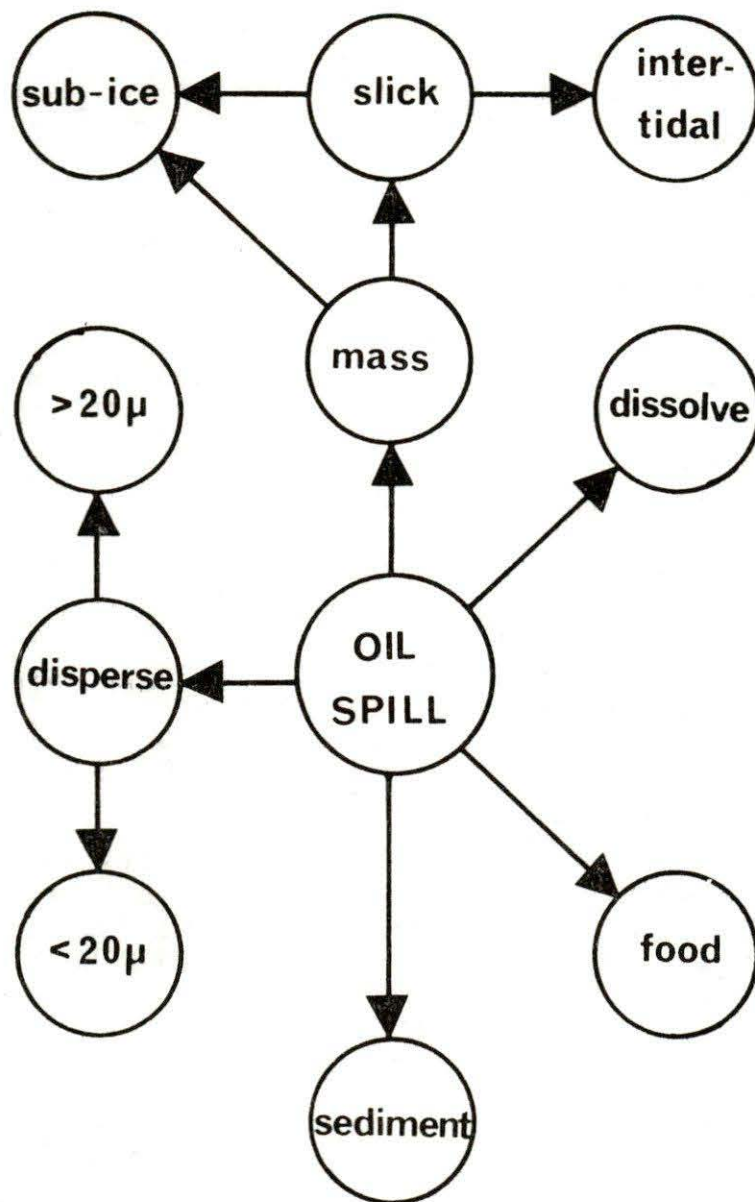 sub-ice
slick
inter-
tidal
mass
>20µ
dissolve
disperse
OIL
SPILL
<20µ
food
sediment